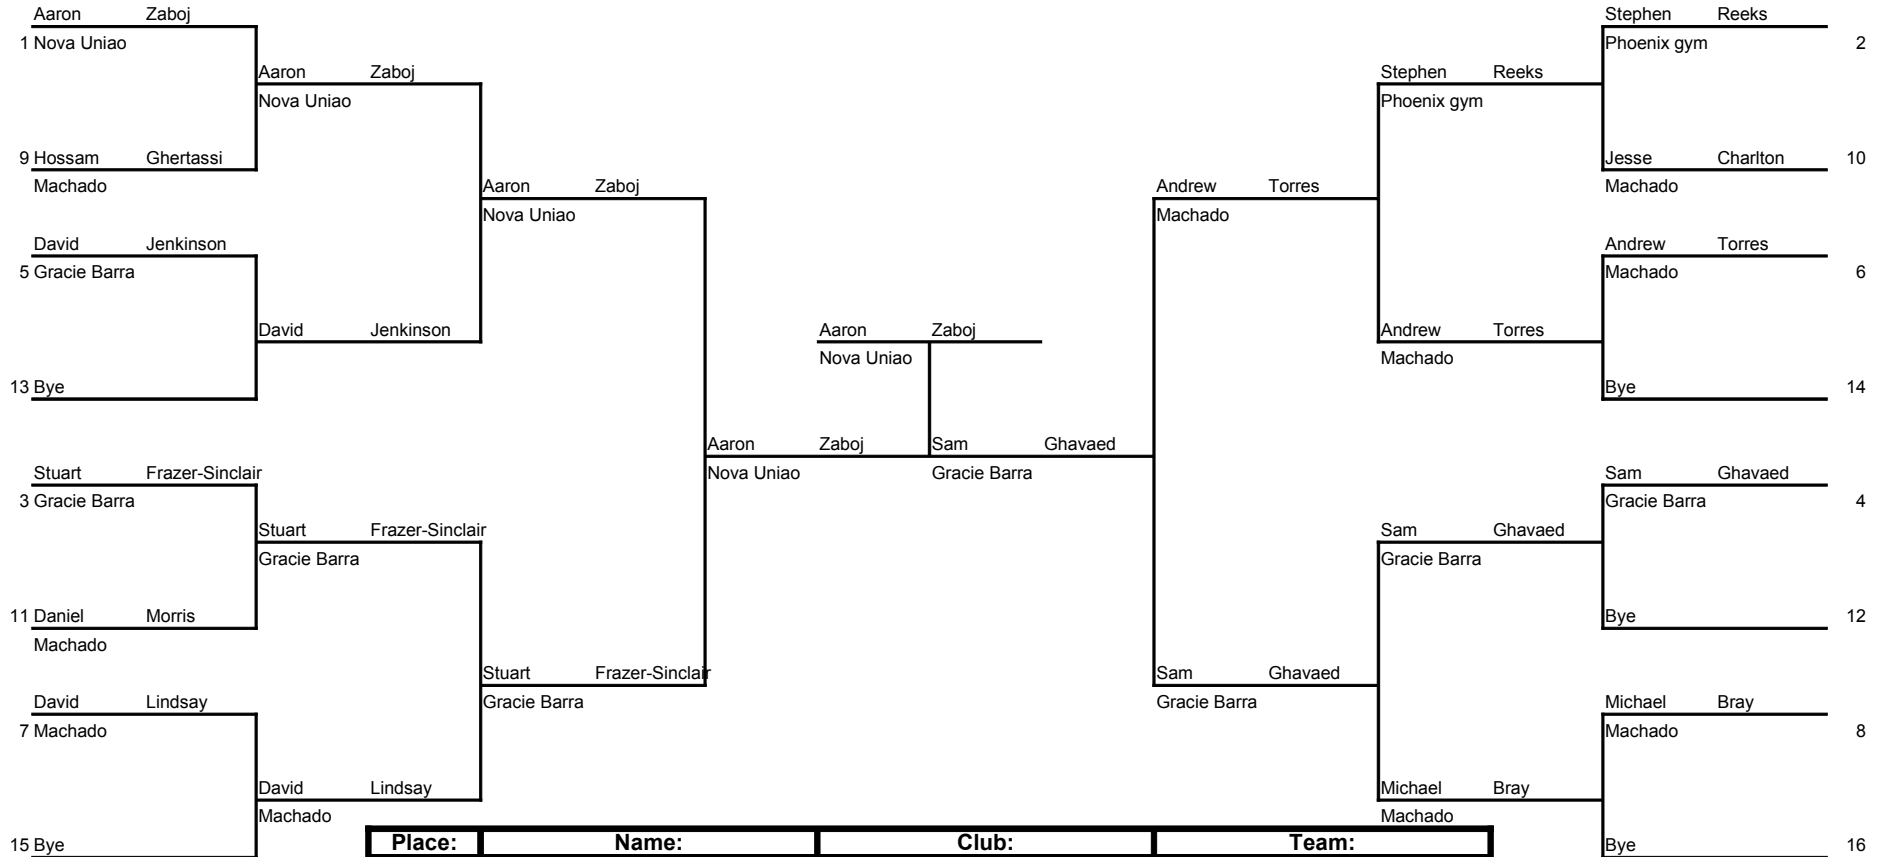 Aaron Zaboj Stephen Reeks
1 Nova Uniao Phoenix gym 2
Aaron Zaboj Stephen Reeks
Nova Uniao Phoenix gym
9 Hossam Ghertassi Jesse Charlton 10
Machado Aaron Zaboj Andrew Torres Machado
Nova Uniao Machado
David Jenkinson Andrew Torres
5 Gracie Barra Machado 6
David Jenkinson Aaron Zaboj Andrew Torres
Nova Uniao Machado
13 Bye Bye 14
Aaron Zaboj Sam Ghavaed
Stuart Frazer-Sinclair Nova Uniao Gracie Barra Sam Ghavaed
3 Gracie Barra Gracie Barra 4
Stuart Frazer-Sinclair Sam Ghavaed
Gracie Barra Gracie Barra
11 Daniel Morris Bye 12
Machado
Stuart Frazer-Sinclair Sam Ghavaed
David Lindsay Gracie Barra Gracie Barra Michael Bray
7 Machado Machado 8
David Lindsay Michael Bray
Machado Machado
15 Bye Place: Name: Club: Team: Bye 16